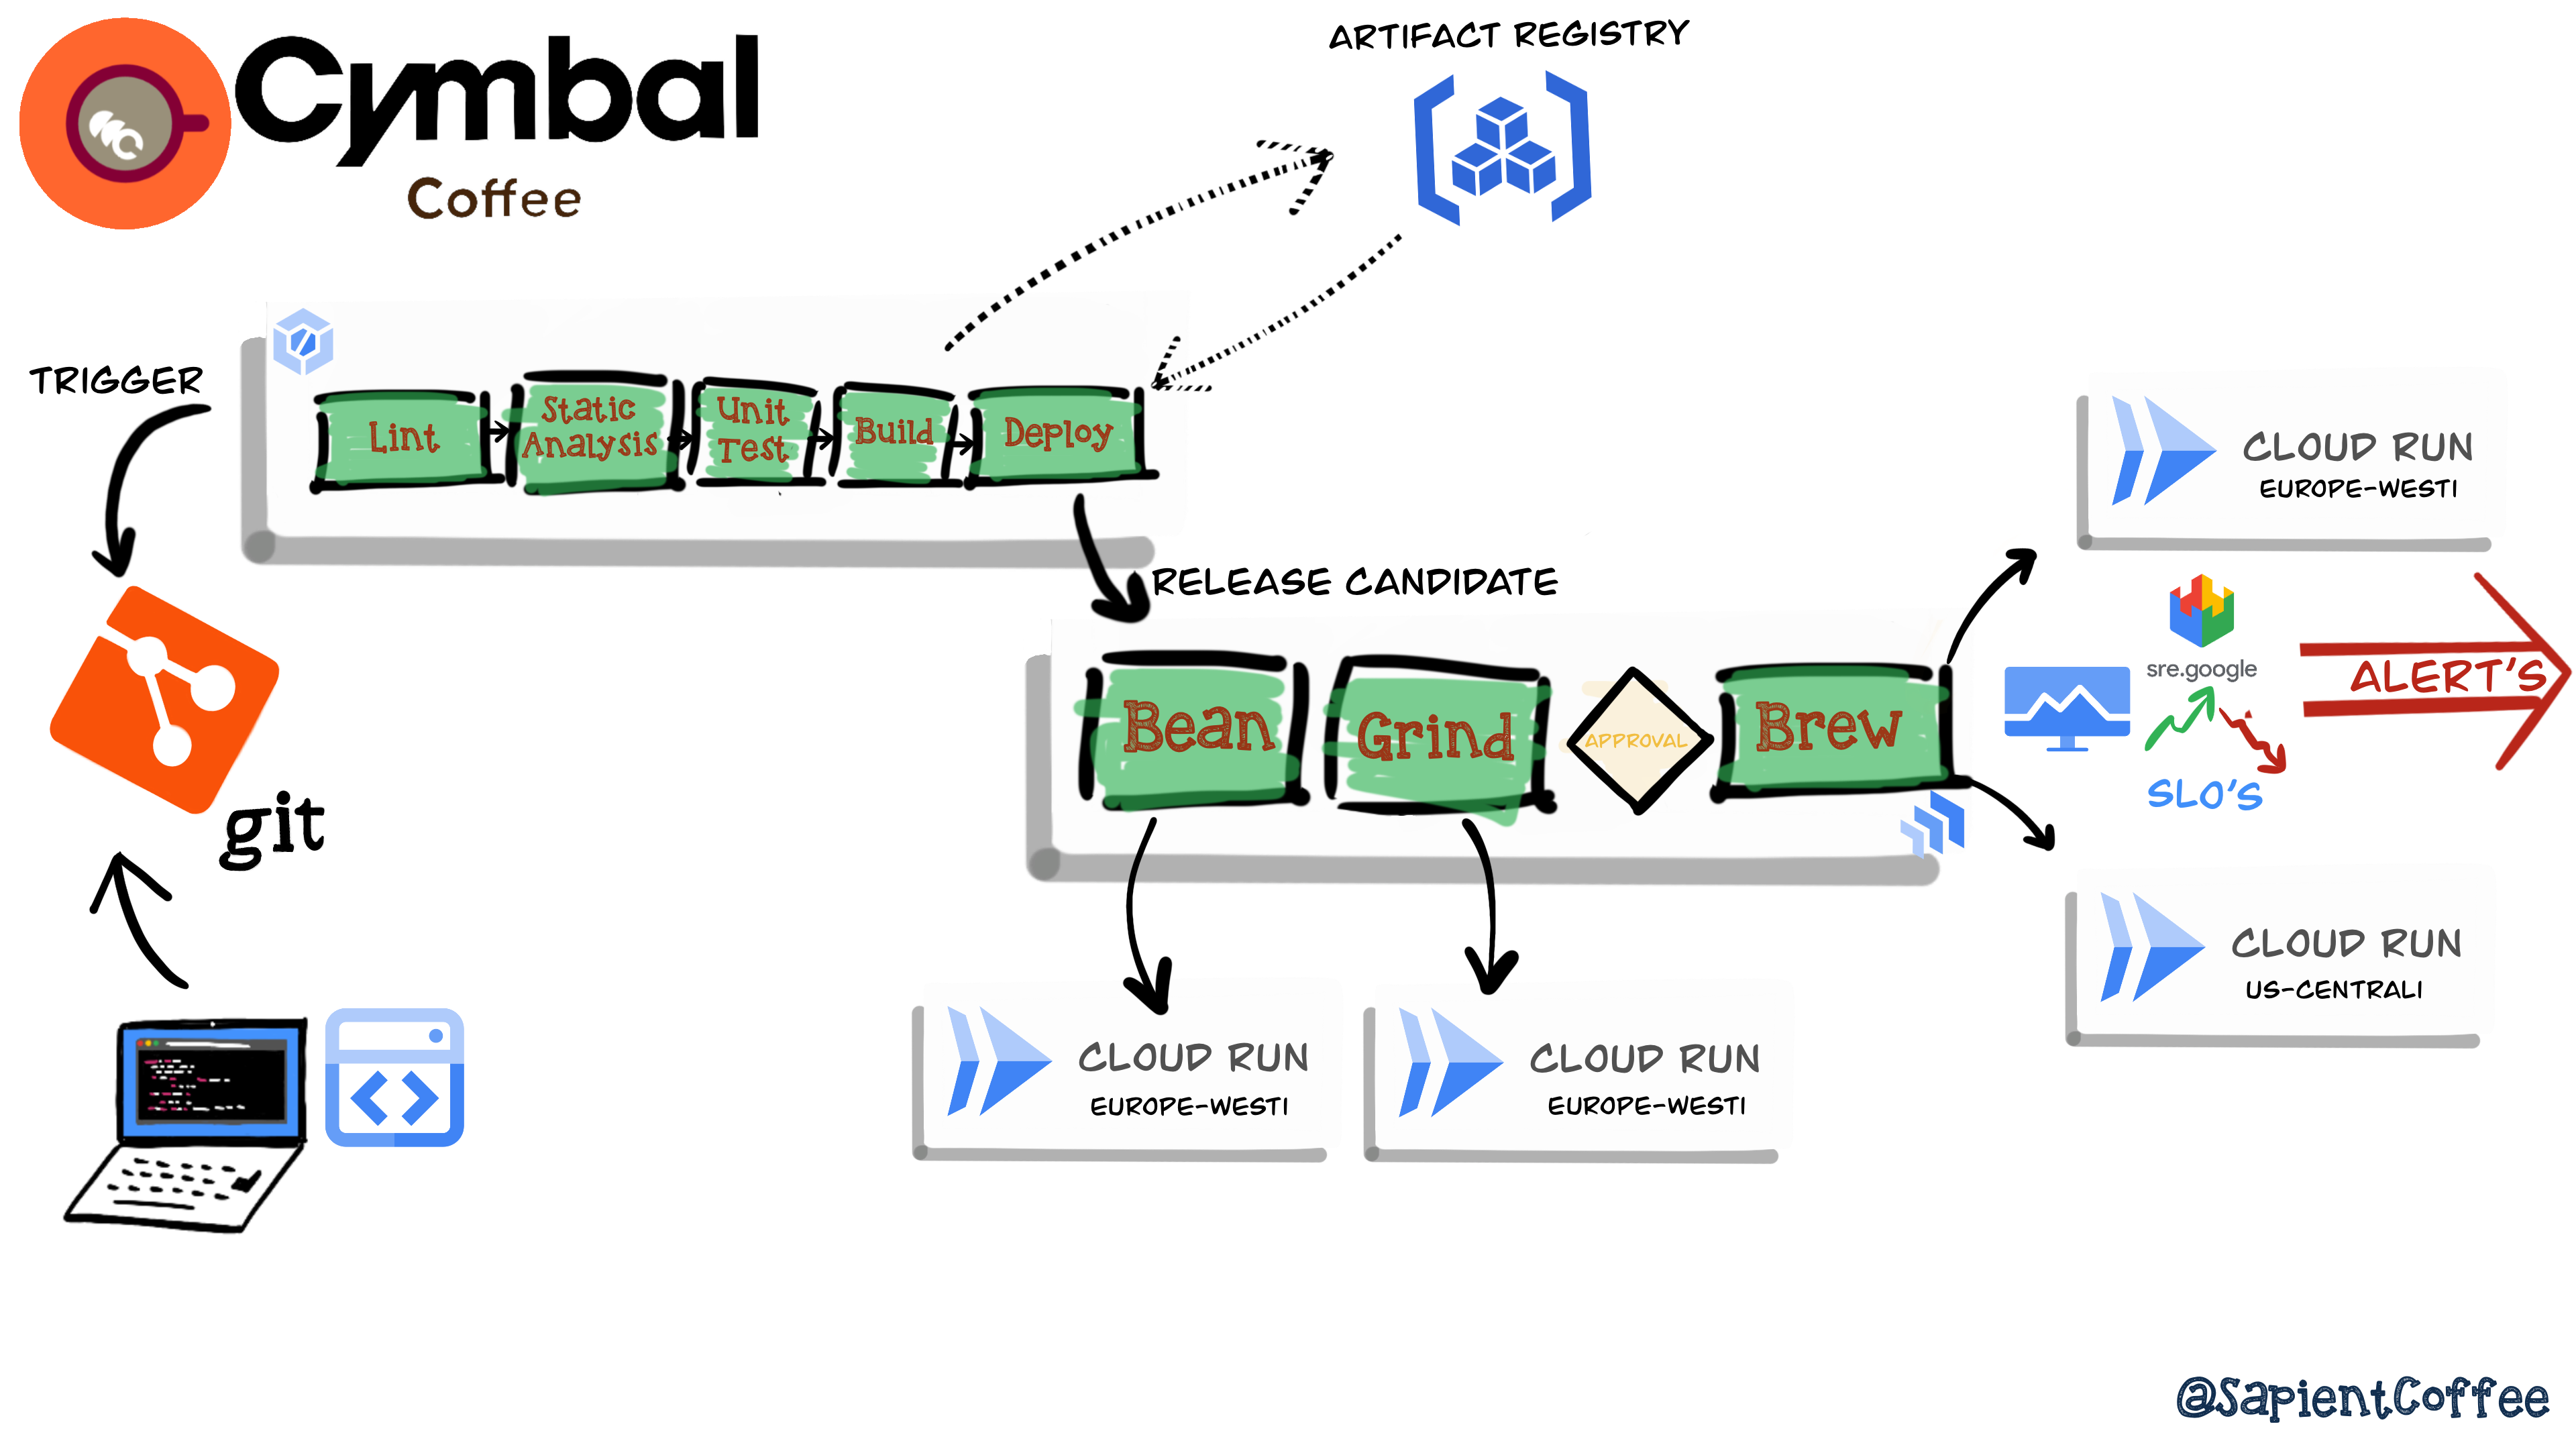 Cymbal
Coffee
ARTIFACT REGISTRY
TRIGGER
Lint
Static
Analysis
Unit
Test
Build
Deploy
RELEASE CANDIDATE
Bean
Grind
APPROVAL
Brew
git
CLOUD RUN
EUROPE-WEST1
sre.google
SLO'S
ALERT'S
CLOUD RUN
US-CENTRAL1
CLOUD RUN
EUROPE-WEST1
CLOUD RUN
EUROPE-WEST1
@SapientCoffee